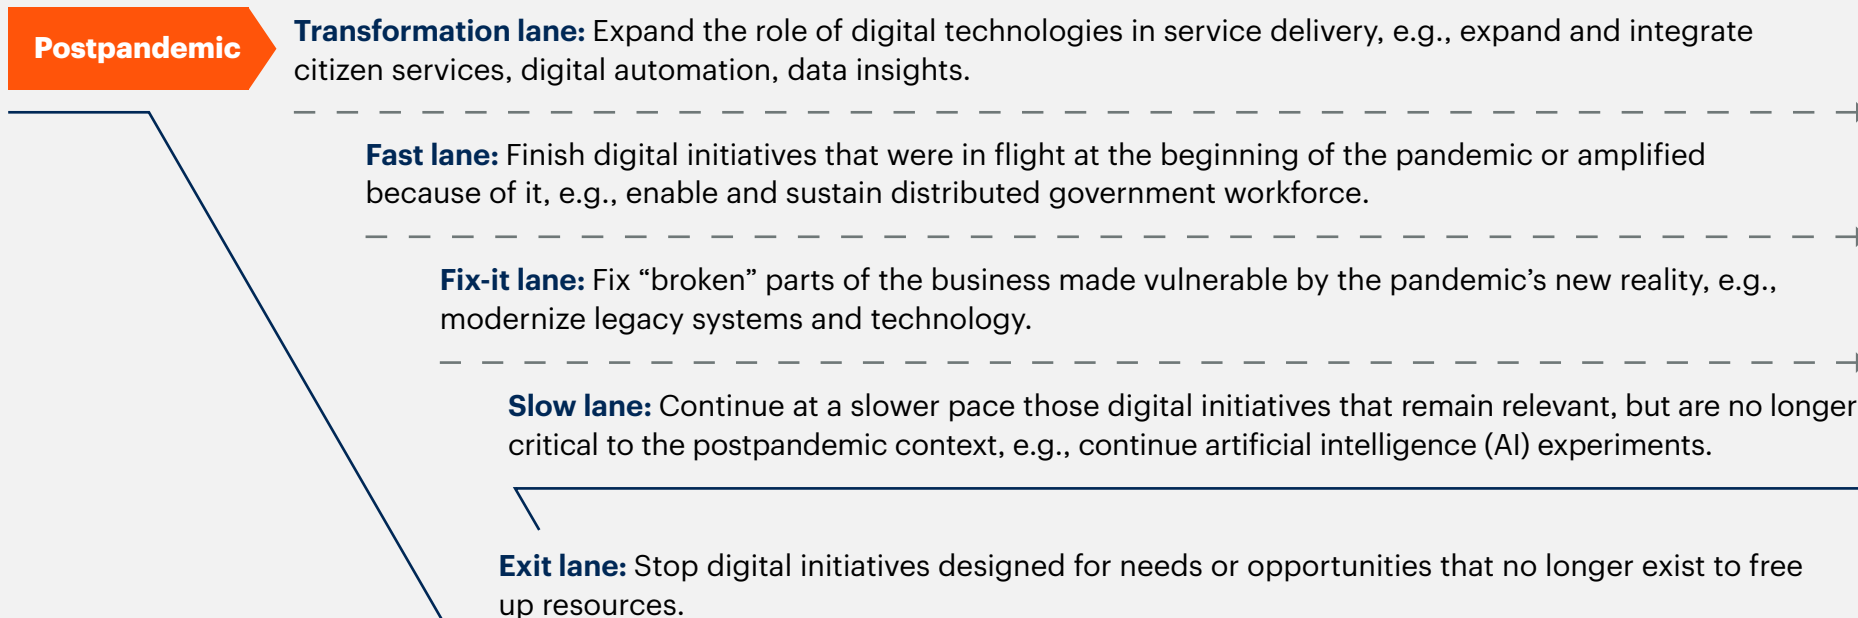 Postpandemic
Transformation lane: Expand the role of digital technologies in service delivery, e.g., expand and integrate
citizen services, digital automation, data insights.
Fast lane: Finish digital initiatives that were in flight at the beginning of the pandemic or amplified
because of it, e.g., enable and sustain distributed government workforce.
Fix-it lane: Fix “broken” parts of the business made vulnerable by the pandemic’s new reality, e.g.,
modernize legacy systems and technology.
Slow lane: Continue at a slower pace those digital initiatives that remain relevant, but are no longer
critical to the postpandemic context, e.g., continue artificial intelligence (AI) experiments.
Exit lane: Stop digital initiatives designed for needs or opportunities that no longer exist to free
up resources.